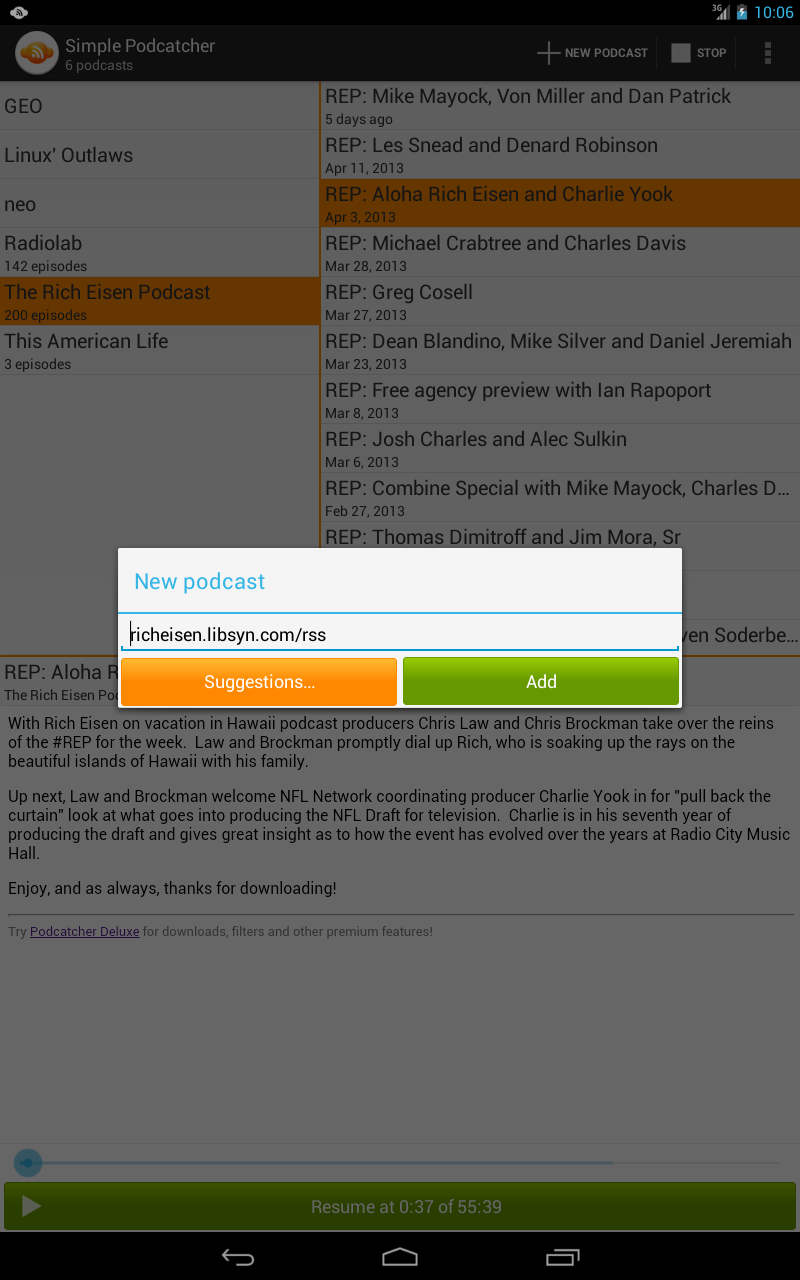 3G 10:06
Simple Podcatcher
6 podcasts
NEW PODCAST
STOP
GEO
Linux' Outlaws
neo
Radiolab
142 episodes
The Rich Eisen Podcast
200 episodes
This American Life
3 episodes
REP: Mike Mayock, Von Miller and Dan Patrick
5 days ago
REP: Les Snead and Denard Robinson
Apr 11, 2013
REP: Aloha Rich Eisen and Charlie Yook
Apr 3, 2013
REP: Michael Crabtree and Charles Davis
Mar 28, 2013
REP: Greg Cosell
Mar 27, 2013
REP: Dean Blandino, Mike Silver and Daniel Jeremiah
Mar 23, 2013
REP: Free agency preview with Ian Rapoport
Mar 8, 2013
REP: Josh Charles and Alec Sulkin
Mar 6, 2013
REP: Combine Special with Mike Mayock, Charles D...
Feb 27, 2013
REP: Thomas Dimitroff and Jim Mora, Sr
ven Soderbe...
New podcast
richeisen.libsyn.com/rss
Suggestions...
Add
REP: Aloha R
The Rich Eisen Po
With Rich Eisen on vacation in Hawaii podcast producers Chris Law and Chris Brockman take over the reins
of the #REP for the week. Law and Brockman promptly dial up Rich, who is soaking up the rays on the
beautiful islands of Hawaii with his family.
Up next, Law and Brockman welcome NFL Network coordinating producer Charlie Yook in for "pull back the
curtain" look at what goes into producing the NFL Draft for television. Charlie is in his seventh year of
producing the draft and gives great insight as to how the event has evolved over the years at Radio City Music
Hall.
Enjoy, and as always, thanks for downloading!
Try Podcatcher Deluxe for downloads, filters and other premium features!
Resume at 0:37 of 55:39